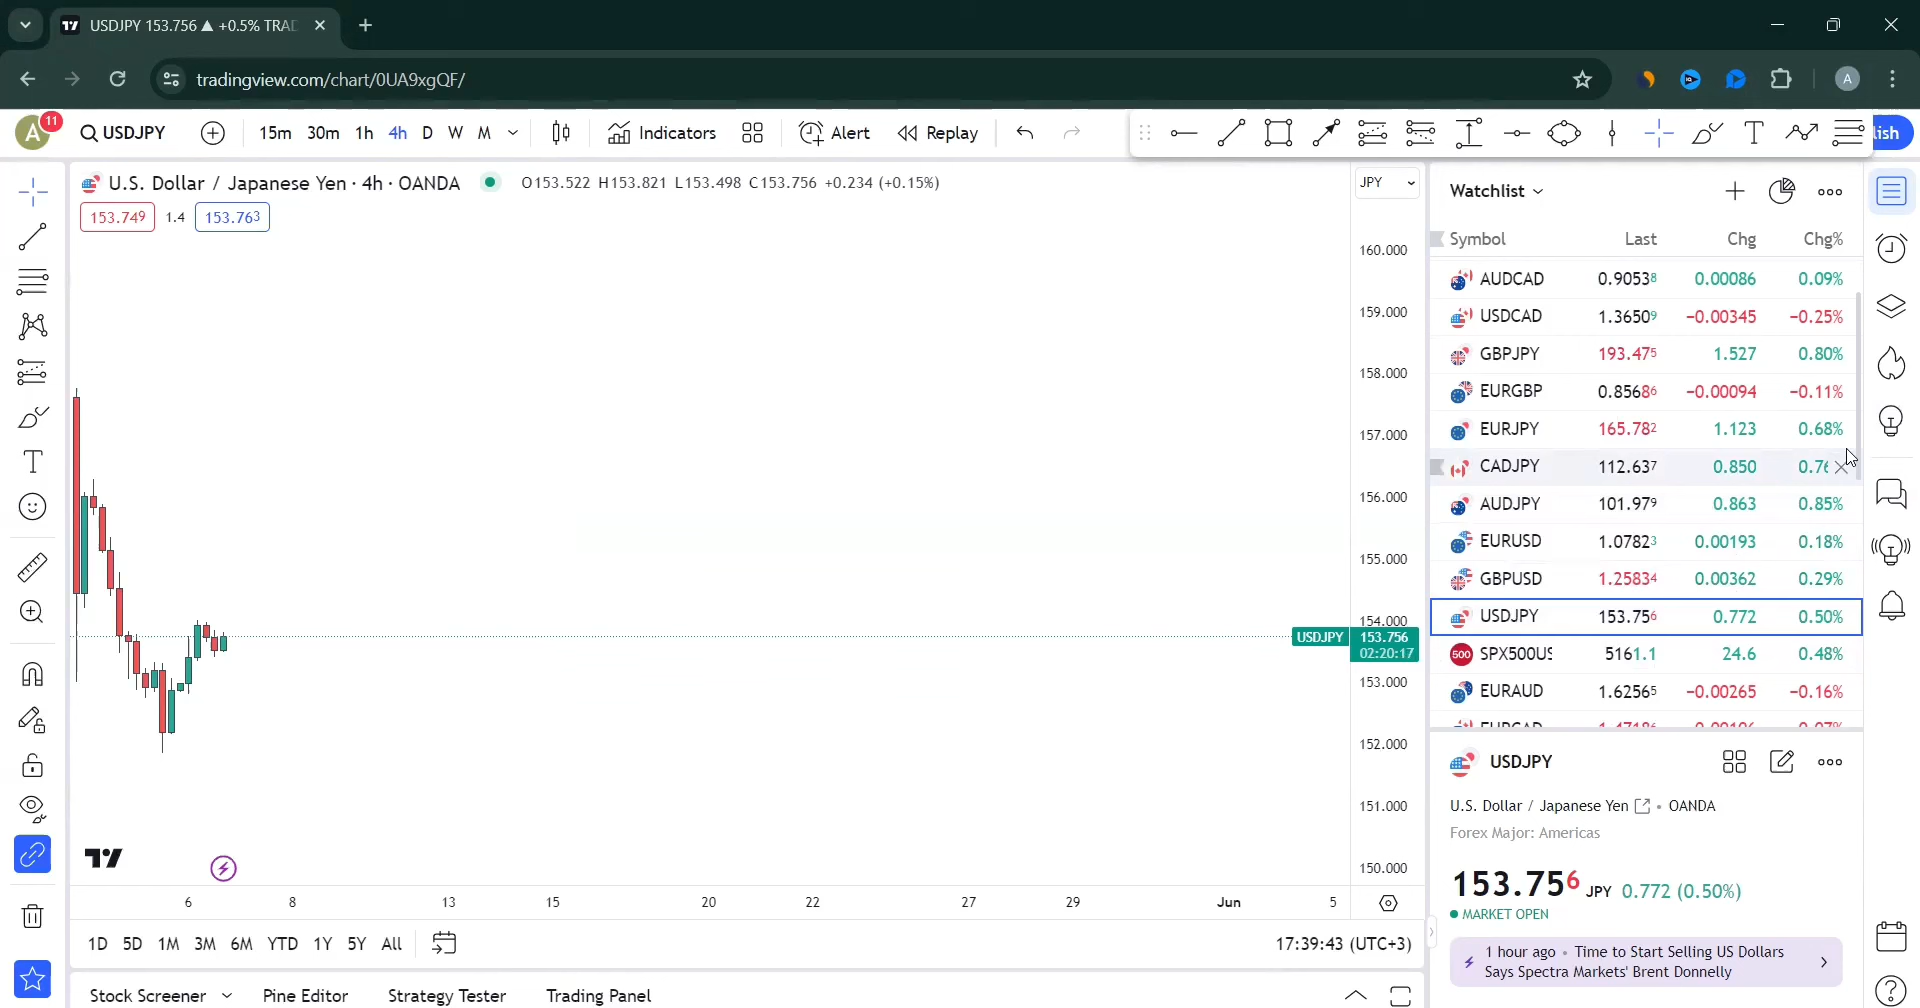 USDJPY 153.756 ▲ +0.5% TRAD
tradingview.com/chart/0UA9xgQF/
A
A
11
USDJPY
15m 30m 1h 4h D W M
Indicators
Alert
Replay
lish
U.S. Dollar / Japanese Yen · 4h · OANDA
O153.522 H153.821 L153.498 C153.756 +0.234 (+0.15%)
153.749 1.4 153.763
JPY
160.000
159.000
158.000
157.000
156.000
155.000
154.000
USDJPY 153.756
02:20:17
153.000
152.000
151.000
150.000
6 8 13 15 20 22 27 29 Jun 5
1D 5D 1M 3M 6M YTD 1Y 5Y All
17:39:43 (UTC+3)
Stock Screener Pine Editor Strategy Tester Trading Panel
Watchlist
Symbol Last Chg Chg%
AUDCAD 0.90538 0.00086 0.09%
USDCAD 1.36509 −0.00345 −0.25%
GBPJPY 193.475 1.527 0.80%
EURGBP 0.85686 −0.00094 −0.11%
EURJPY 165.782 1.123 0.68%
CADJPY 112.637 0.850 0.76
AUDJPY 101.979 0.863 0.85%
EURUSD 1.07823 0.00193 0.18%
GBPUSD 1.25834 0.00362 0.29%
USDJPY 153.756 0.772 0.50%
500 SPX500US 5161.1 24.6 0.48%
EURAUD 1.62565 −0.00265 −0.16%
EURCAD
USDJPY
U.S. Dollar / Japanese Yen • OANDA
Forex Major: Americas
153.756 JPY 0.772 (0.50%)
MARKET OPEN
1 hour ago • Time to Start Selling US Dollars
Says Spectra Markets' Brent Donnelly